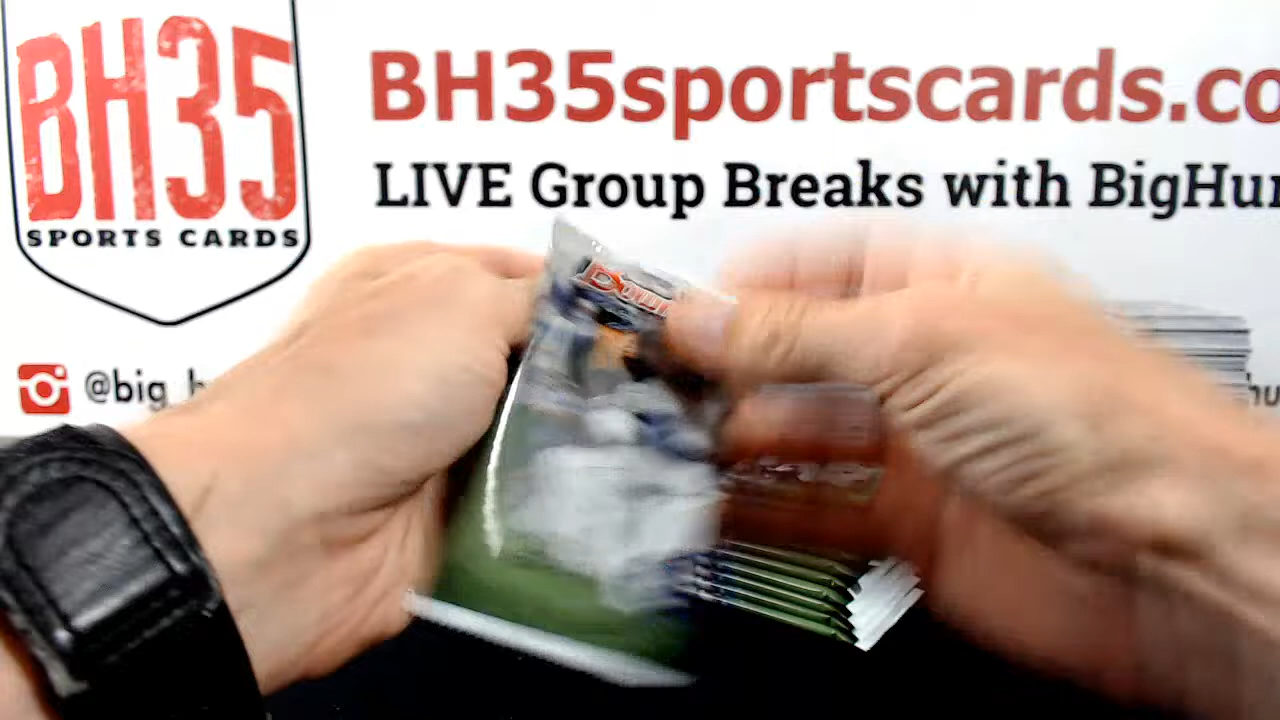 BH35
SPORTS CARDS
BH35sportscards.co
LIVE Group Breaks with BigHu
@big_h